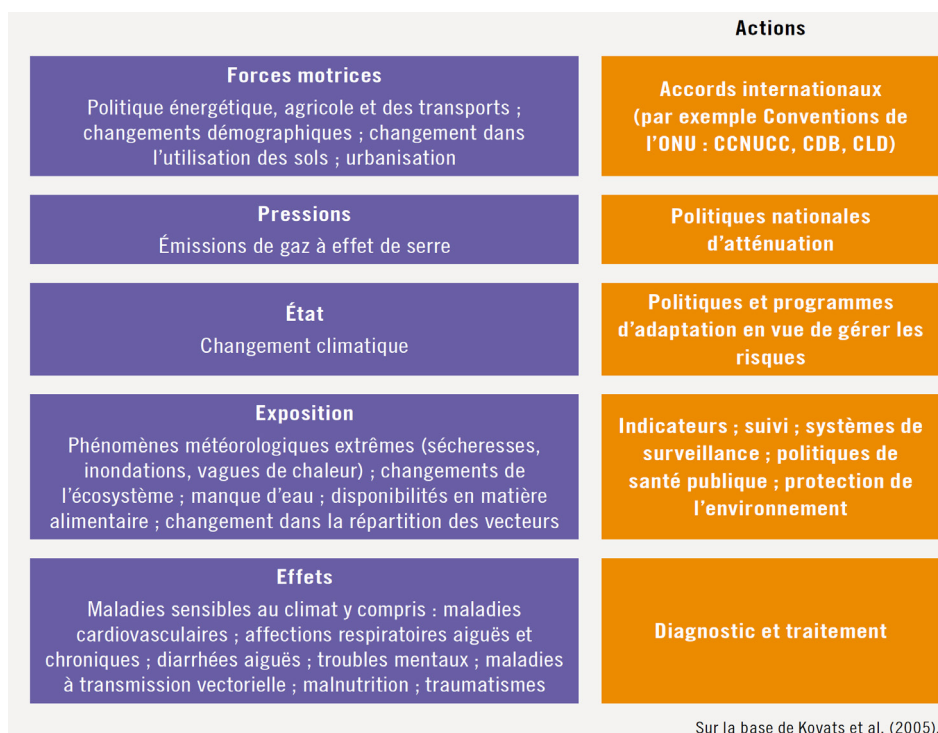 Actions
Forces motrices
Politique énergétique, agricole et des transports ;
changements démographiques ; changement dans
l’utilisation des sols ; urbanisation
Accords internationaux
(par exemple Conventions de
l’ONU : CCNUCC, CDB, CLD)
Pressions
Émissions de gaz à effet de serre
Politiques nationales
d’atténuation
État
Changement climatique
Politiques et programmes
d’adaptation en vue de gérer les
risques
Exposition
Phénomènes météorologiques extrêmes (sécheresses,
inondations, vagues de chaleur) ; changements de
l’écosystème ; manque d’eau ; disponibilités en matière
alimentaire ; changement dans la répartition des vecteurs
Indicateurs ; suivi ; systèmes de
surveillance ; politiques de
santé publique ; protection de
l’environnement
Effets
Maladies sensibles au climat y compris : maladies
cardiovasculaires ; affections respiratoires aiguës et
chroniques ; diarrhées aiguës ; troubles mentaux ; maladies
à transmission vectorielle ; malnutrition ; traumatismes
Diagnostic et traitement
Sur la base de Kovats et al. (2005).